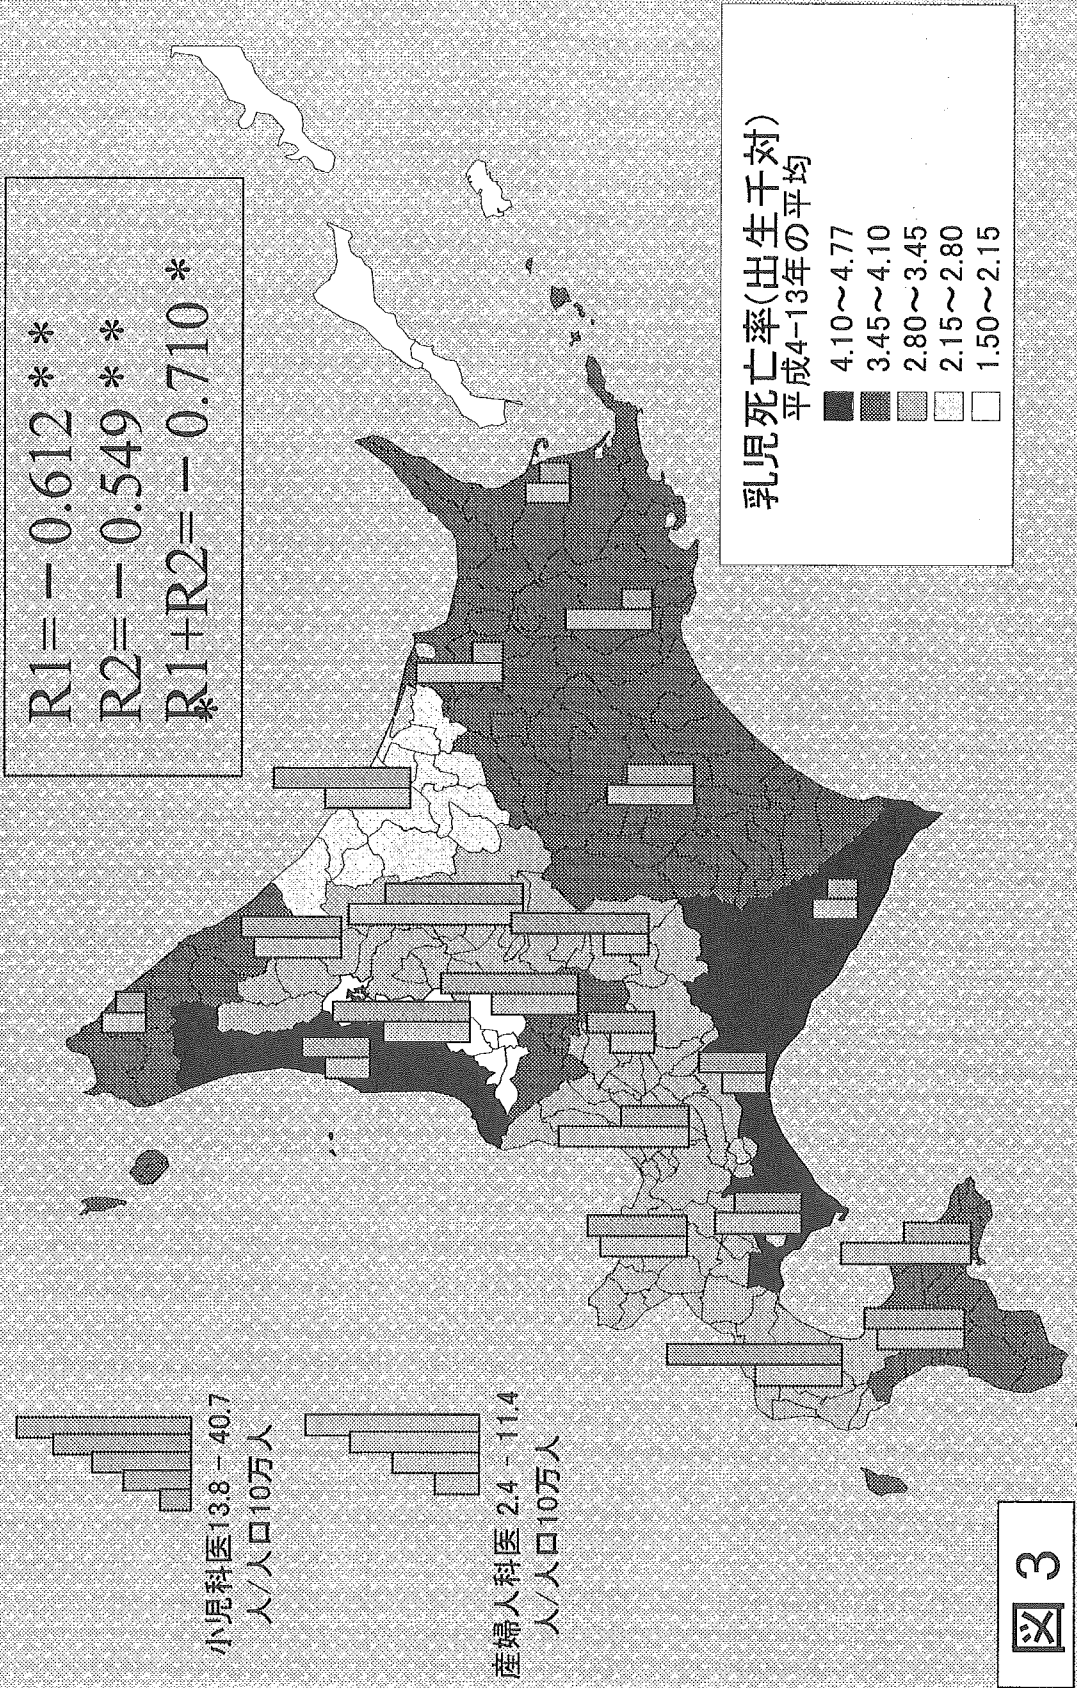 R1=−0.612 * *
R2=−0.549 * *
R1+R2=−0.710 *
*
小児科医13.8 - 40.7
人/人口10万人
産婦人科医 2.4 - 11.4
人/人口10万人
乳児死亡率(出生千対)
平成4-13年の平均
4.10～4.77
3.45～4.10
2.80～3.45
2.15～2.80
1.50～2.15
図 3